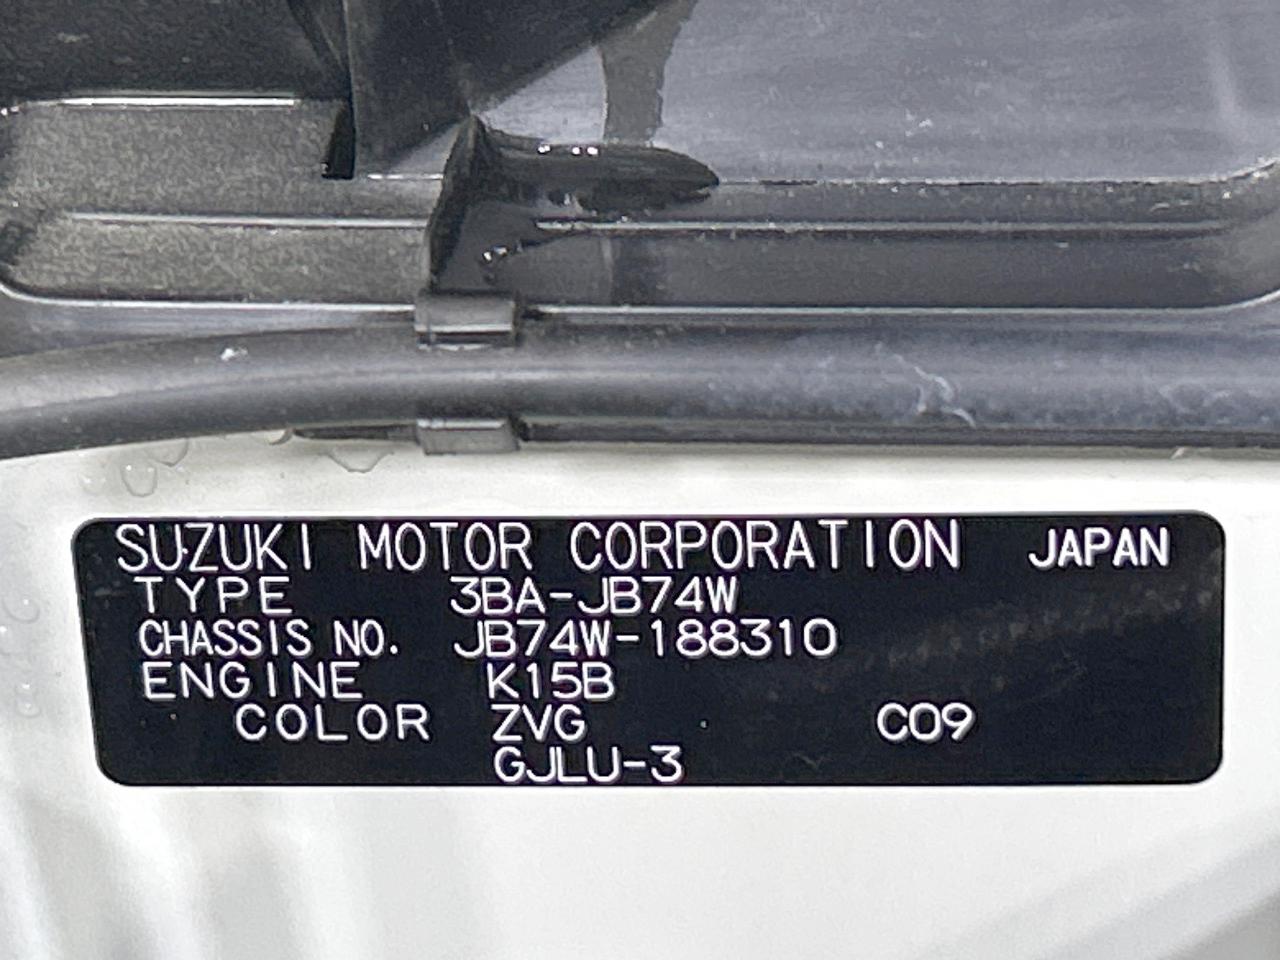 SUZUKI MOTOR CORPORATION JAPAN
TYPE 3BA-JB74W
CHASSIS NO. JB74W-188310
ENGINE K15B
COLOR ZVG C09
GJLU-3